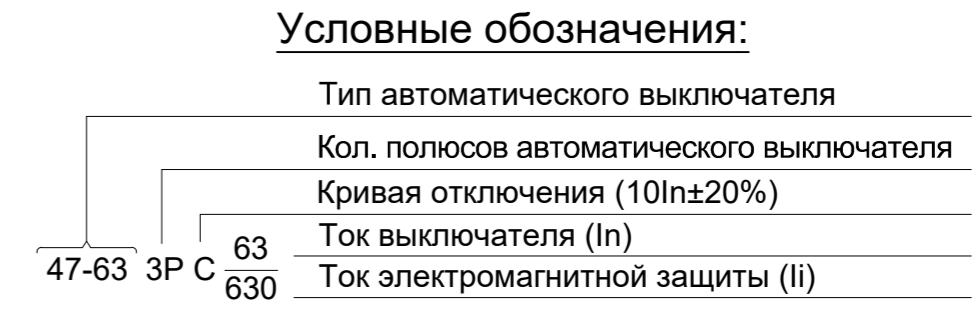 Условные обозначения:
Тип автоматического выключателя
Кол. полюсов автоматического выключателя
Кривая отключения (10In±20%)
Ток выключателя (In)
Ток электромагнитной защиты (Ii)
47-63 3P C 63
630